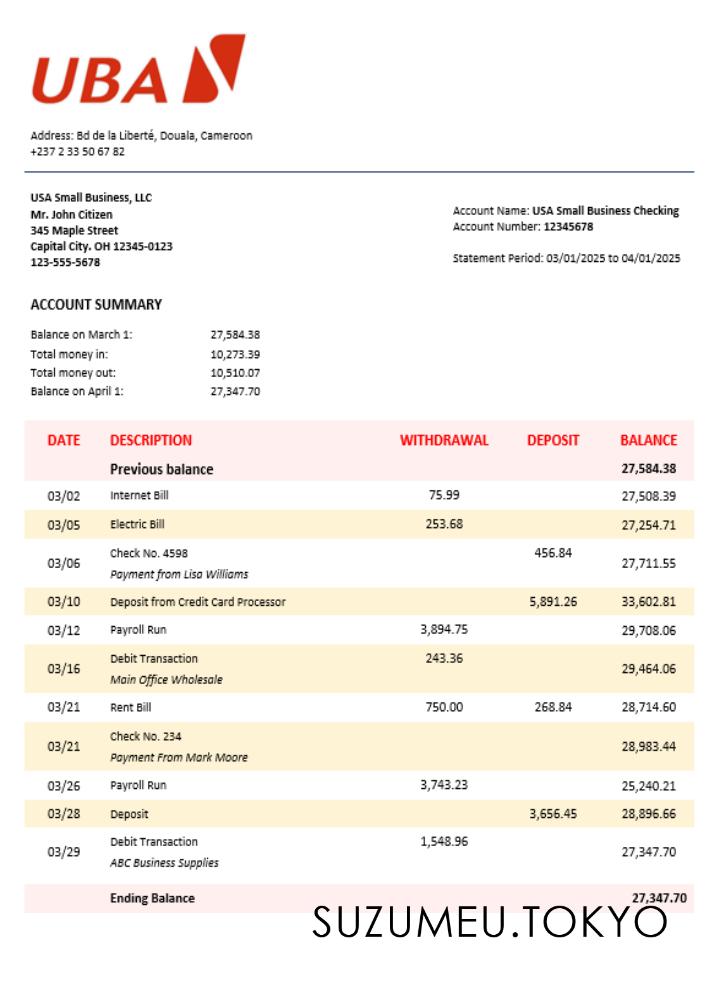 UBA
Address: Bd de la Liberté, Douala, Cameroon
+237 2 33 50 67 82
USA Small Business, LLC
Mr. John Citizen
345 Maple Street
Capital City. OH 12345-0123
123-555-5678
Account Name: USA Small Business Checking
Account Number: 12345678
Statement Period: 03/01/2025 to 04/01/2025
ACCOUNT SUMMARY
Balance on March 1: 27,584.38
Total money in: 10,273.39
Total money out: 10,510.07
Balance on April 1: 27,347.70
DATE DESCRIPTION WITHDRAWAL DEPOSIT BALANCE
Previous balance 27,584.38
03/02 Internet Bill 75.99 27,508.39
03/05 Electric Bill 253.68 27,254.71
03/06 Check No. 4598 456.84 27,711.55
Payment from Lisa Williams
03/10 Deposit from Credit Card Processor 5,891.26 33,602.81
03/12 Payroll Run 3,894.75 29,708.06
03/16 Debit Transaction 243.36 29,464.06
Main Office Wholesale
03/21 Rent Bill 750.00 268.84 28,714.60
03/21 Check No. 234 28,983.44
Payment From Mark Moore
03/26 Payroll Run 3,743.23 25,240.21
03/28 Deposit 3,656.45 28,896.66
03/29 Debit Transaction 1,548.96 27,347.70
ABC Business Supplies
Ending Balance 27,347.70
SUZUMEU.TOKYO